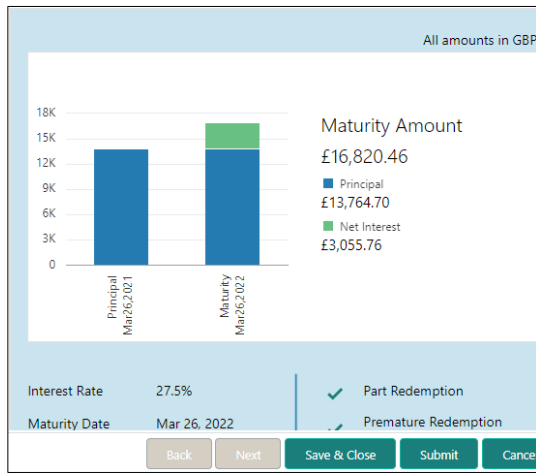 All amounts in GBP
18K
15K
12K
9K
6K
3K
0
Principal
Mar26,2021
Maturity
Mar26,2022
Maturity Amount
£16,820.46
Principal
£13,764.70
Net Interest
£3,055.76
Interest Rate 27.5%
Maturity Date Mar 26, 2022
Part Redemption
Premature Redemption
Back Next Save & Close Submit Cance